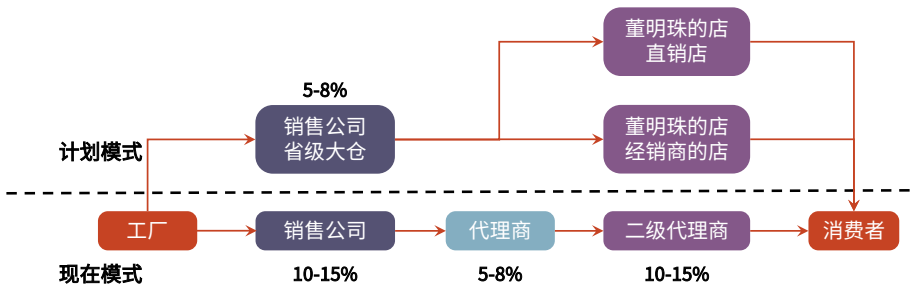 董明珠的店
直销店
5-8%
销售公司
省级大仓
董明珠的店
经销商的店
计划模式
工厂
销售公司
代理商
二级代理商
消费者
现在模式
10-15%
5-8%
10-15%